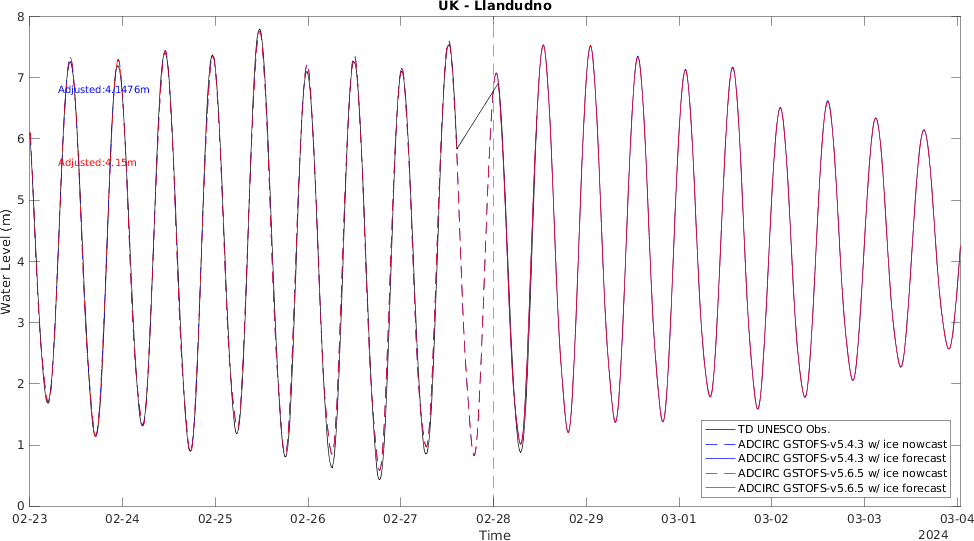 UK - Llandudno
8
7
6
5
4
3
2
1
0
Water Level (m)
Adjusted:4.1476m
Adjusted:4.15m
TD UNESCO Obs.
ADCIRC GSTOFS-v5.4.3 w/ ice nowcast
ADCIRC GSTOFS-v5.4.3 w/ ice forecast
ADCIRC GSTOFS-v5.6.5 w/ ice nowcast
ADCIRC GSTOFS-v5.6.5 w/ ice forecast
02-23 02-24 02-25 02-26 02-27 02-28 02-29 03-01 03-02 03-03 03-04
Time
2024